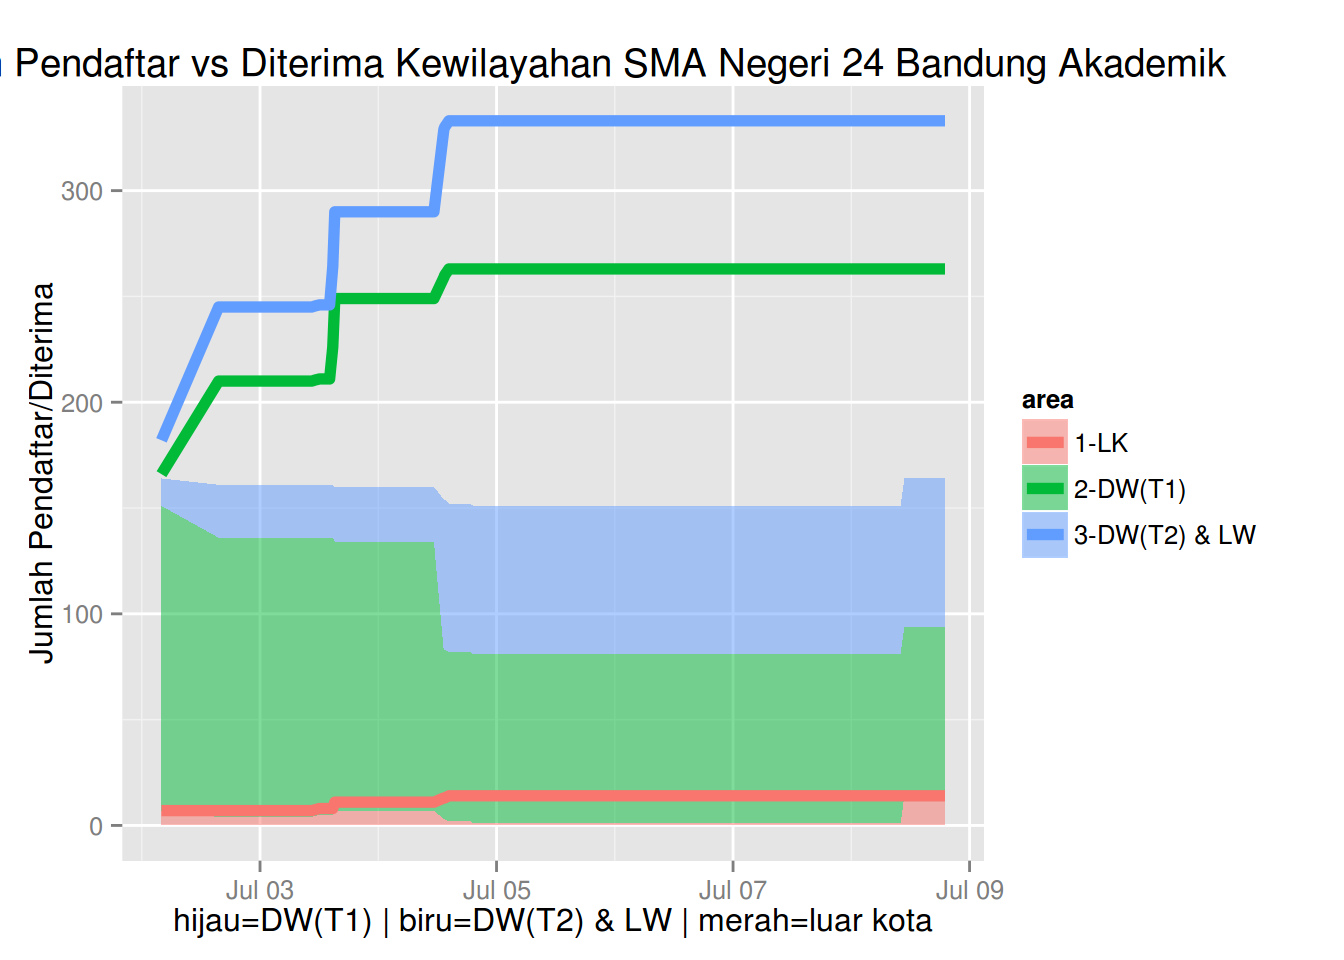 Pendaftar vs Diterima Kewilayahan SMA Negeri 24 Bandung Akademik
Jumlah Pendaftar/Diterima
300
200
100
0
Jul 03
Jul 05
Jul 07
Jul 09
hijau=DW(T1) | biru=DW(T2) & LW | merah=luar kota
area
1-LK
2-DW(T1)
3-DW(T2) & LW